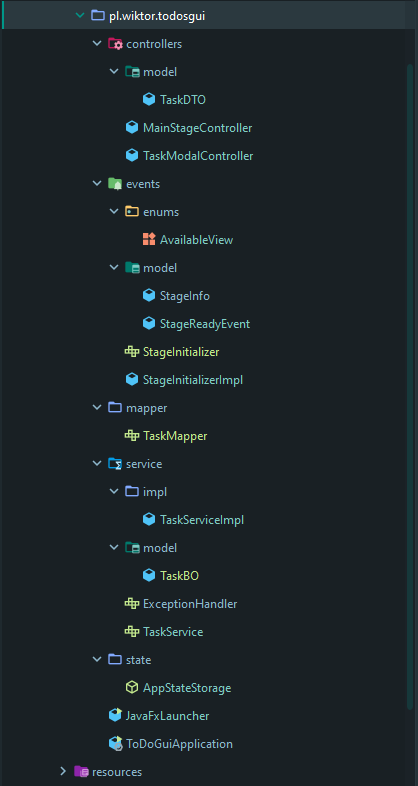 pl.wiktor.todosgui
controllers
model
TaskDTO
MainStageController
TaskModalController
events
enums
AvailableView
model
StageInfo
StageReadyEvent
StageInitializer
StageInitializerImpl
mapper
TaskMapper
service
impl
TaskServiceImpl
model
TaskBO
ExceptionHandler
TaskService
state
AppStateStorage
JavaFxLauncher
ToDoGuiApplication
resources